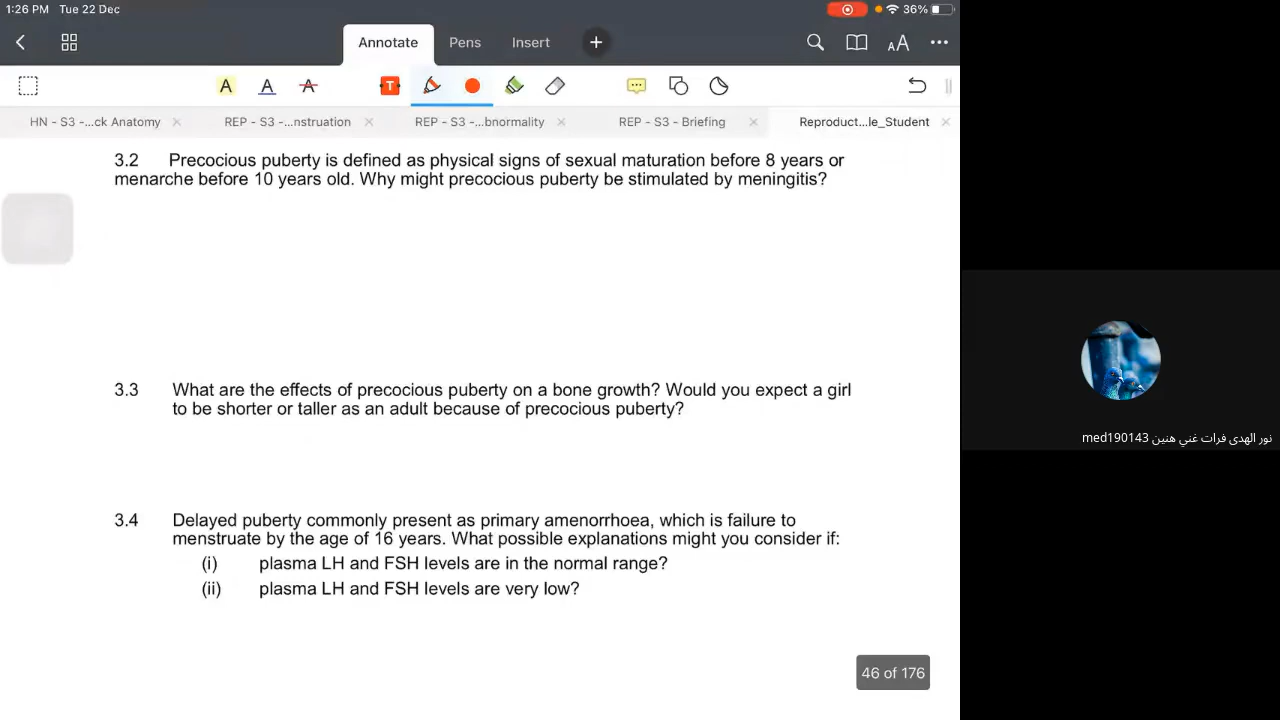 1:26 PM Tue 22 Dec
36%
Annotate Pens Insert
AA
A A A T
HN - S3 -...ck Anatomy REP - S3 -...nstruation REP - S3 -...bnormality REP - S3 - Briefing Reproduct...le_Student
3.2 Precocious puberty is defined as physical signs of sexual maturation before 8 years or
menarche before 10 years old. Why might precocious puberty be stimulated by meningitis?
3.3 What are the effects of precocious puberty on a bone growth? Would you expect a girl
to be shorter or taller as an adult because of precocious puberty?
3.4 Delayed puberty commonly present as primary amenorrhoea, which is failure to
menstruate by the age of 16 years. What possible explanations might you consider if:
(i) plasma LH and FSH levels are in the normal range?
(ii) plasma LH and FSH levels are very low?
46 of 176
med190143 نور الهدى فرات غني هنين